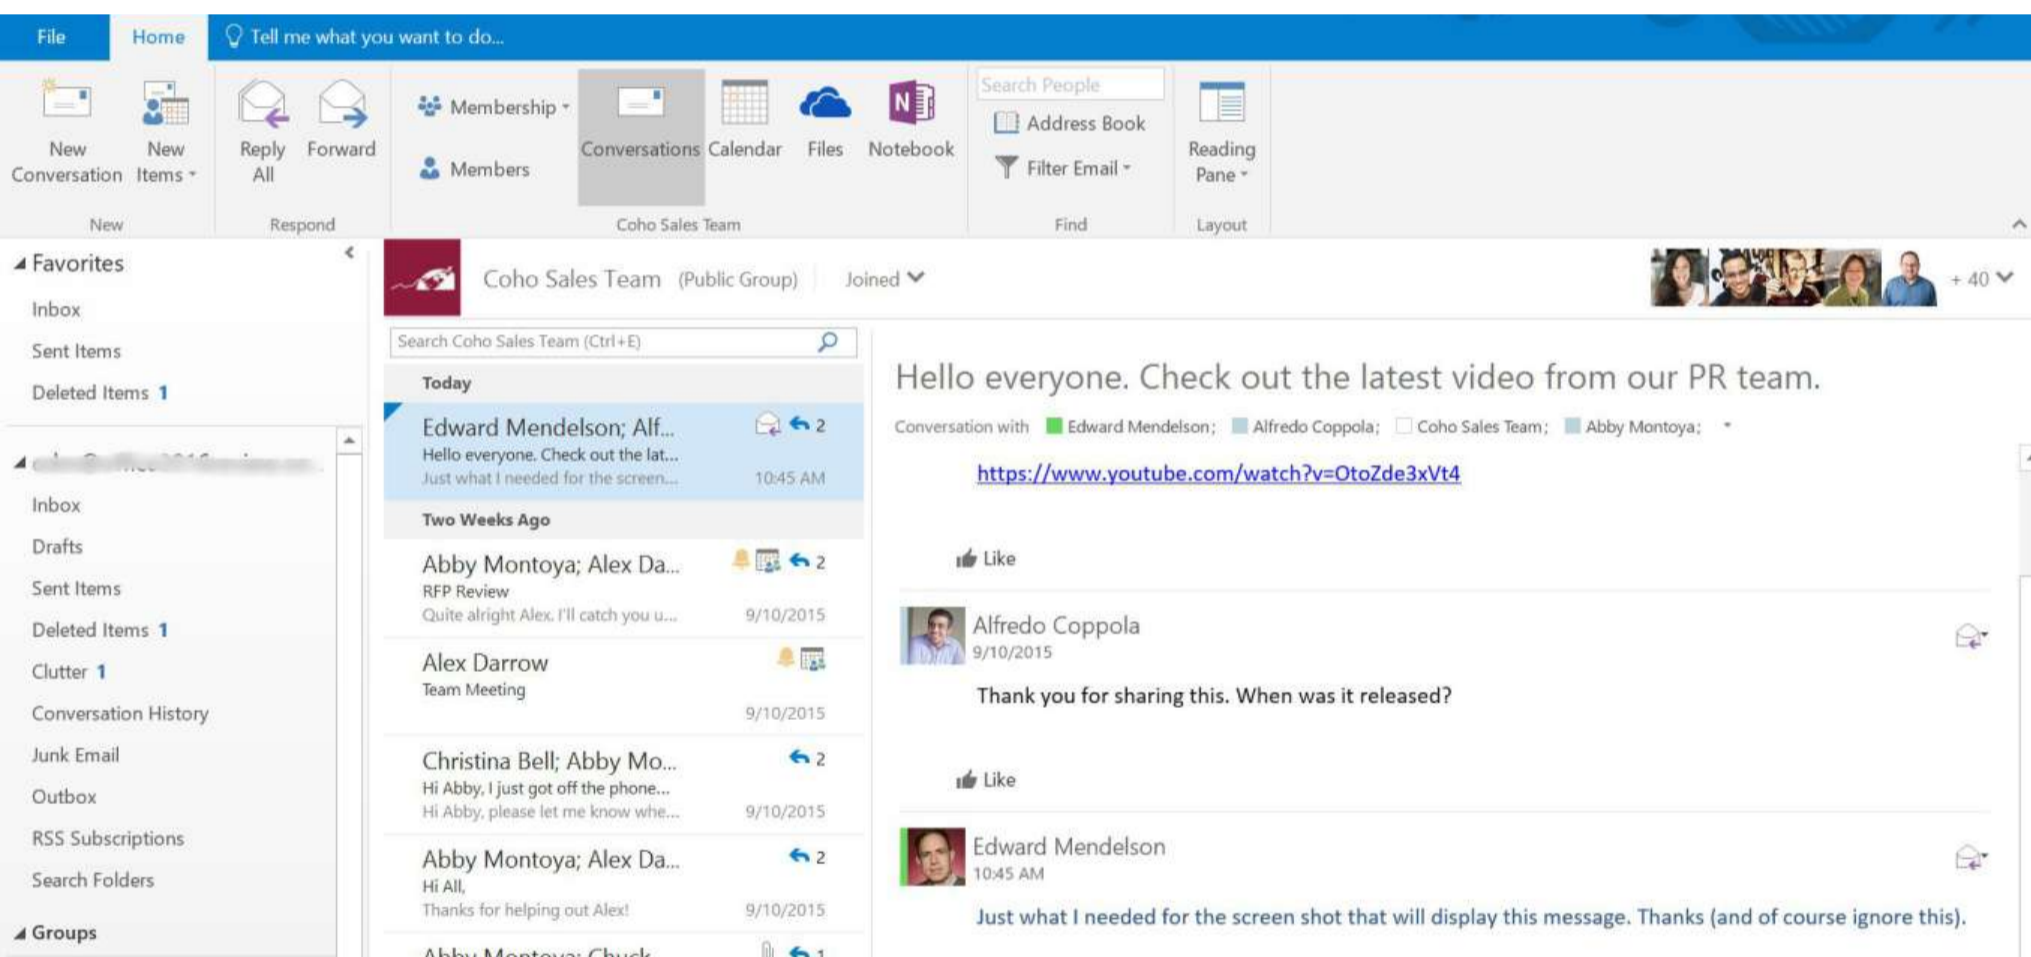 File
Home
Tell me what you want to do...
New Conversation
New Items
Reply All
Forward
Membership
Members
Conversations
Calendar
Files
Notebook
Search People
Address Book
Filter Email
Reading Pane
New
Respond
Coho Sales Team
Find
Layout
Favorites
Inbox
Sent Items
Deleted Items 1
Inbox
Drafts
Sent Items
Deleted Items 1
Clutter 1
Conversation History
Junk Email
Outbox
RSS Subscriptions
Search Folders
Groups
Coho Sales Team (Public Group)
Joined
+ 40
Search Coho Sales Team (Ctrl+E)
Today
Edward Mendelson; Alf... 2
Hello everyone. Check out the lat...
Just what I needed for the screen... 10:45 AM
Two Weeks Ago
Abby Montoya; Alex Da... 2
RFP Review
Quite alright Alex. I'll catch you u... 9/10/2015
Alex Darrow
Team Meeting
9/10/2015
Christina Bell; Abby Mo... 2
Hi Abby, I just got off the phone...
Hi Abby, please let me know whe... 9/10/2015
Abby Montoya; Alex Da... 2
Hi All,
Thanks for helping out Alex! 9/10/2015
Abby Montoya; Chuck 1
Hello everyone. Check out the latest video from our PR team.
Conversation with Edward Mendelson; Alfredo Coppola; Coho Sales Team; Abby Montoya;
https://www.youtube.com/watch?v=OtoZde3xVt4
Like
Alfredo Coppola
9/10/2015
Thank you for sharing this. When was it released?
Like
Edward Mendelson
10:45 AM
Just what I needed for the screen shot that will display this message. Thanks (and of course ignore this).